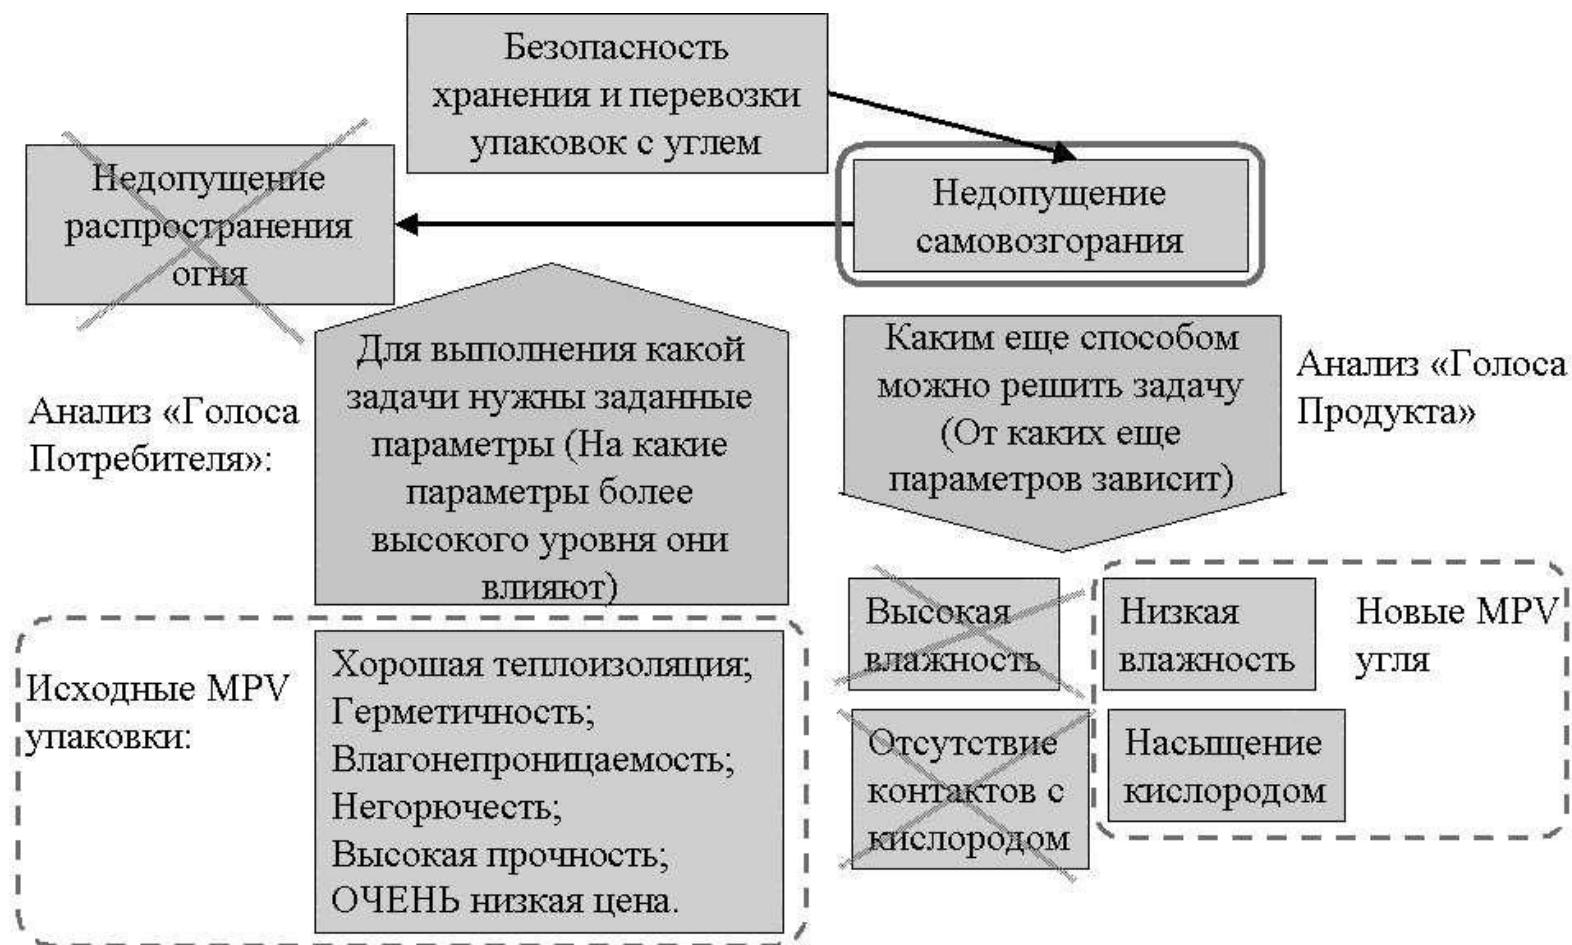 Безопасность
хранения и перевозки
упаковок с углем
Недопущение
распространения
огня
Недопущение
самовозгорания
Анализ «Голоса
Потребителя»:
Для выполнения какой
задачи нужны заданные
параметры (На какие
параметры более
высокого уровня они
влияют)
Каким еще способом
можно решить задачу
(От каких еще
параметров зависит)
Анализ «Голоса
Продукта»
Исходные MPV
упаковки:
Хорошая теплоизоляция;
Герметичность;
Влагонепроницаемость;
Негорючесть;
Высокая прочность;
ОЧЕНЬ низкая цена.
Высокая
влажность
Низкая
влажность
Новые MPV
угля
Отсутствие
контактов с
кислородом
Насыщение
кислородом